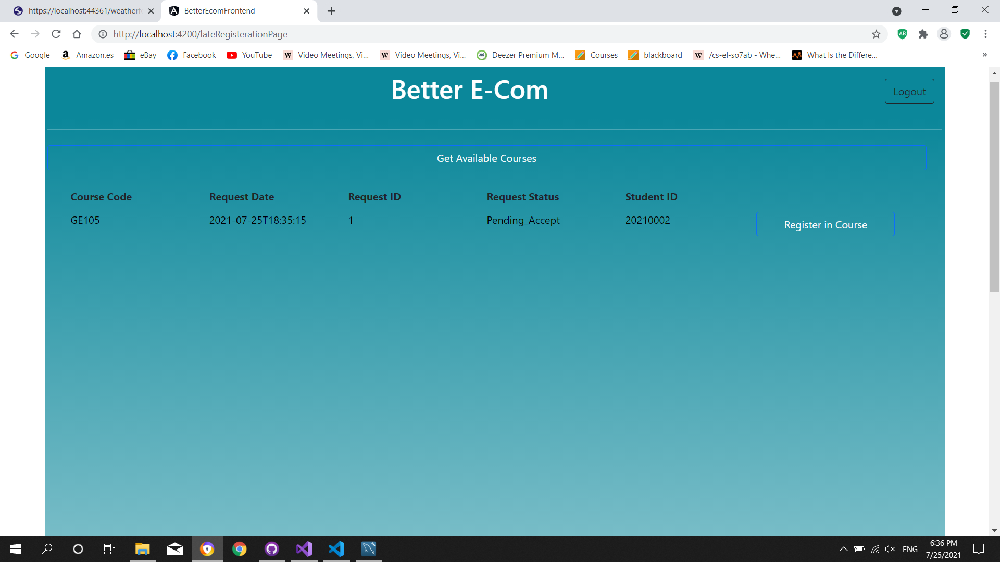 https://localhost:44361/weatherf
BetterEcomFrontend
http://localhost:4200/lateRegisterationPage
AB
Google
Amazon.es
eBay
Facebook
YouTube
Video Meetings, Vi...
Video Meetings, Vi...
Deezer Premium M...
Courses
blackboard
/cs-el-so7ab - Whe...
What Is the Differe...
»
Better E-Com
Logout
Get Available Courses
Course Code Request Date Request ID Request Status Student ID
GE105 2021-07-25T18:35:15 1 Pending_Accept 20210002 Register in Course
ENG
6:36 PM
7/25/2021